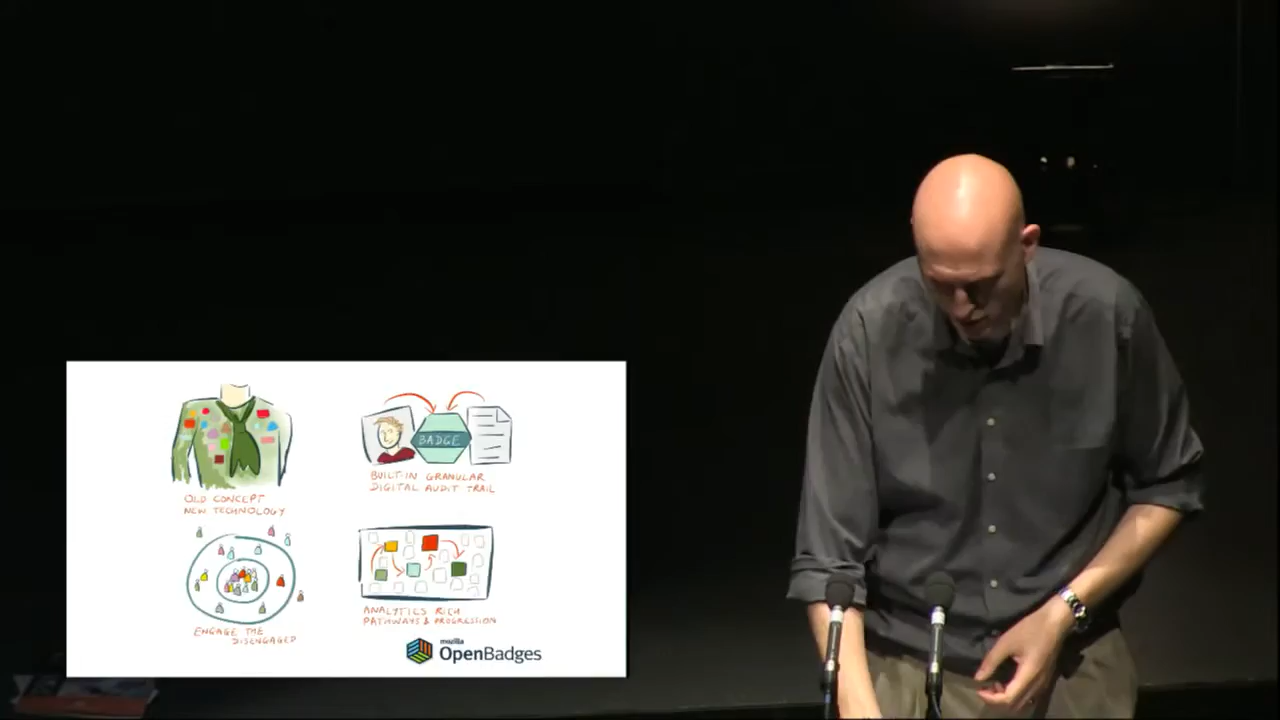 OLD CONCEPT
NEW TECHNOLOGY
BADGE
BUILT-IN GRANULAR
DIGITAL AUDIT TRAIL
ENGAGE THE
DISENGAGED
ANALYTICS RICH
PATHWAYS & PROGRESSION
mozilla
OpenBadges